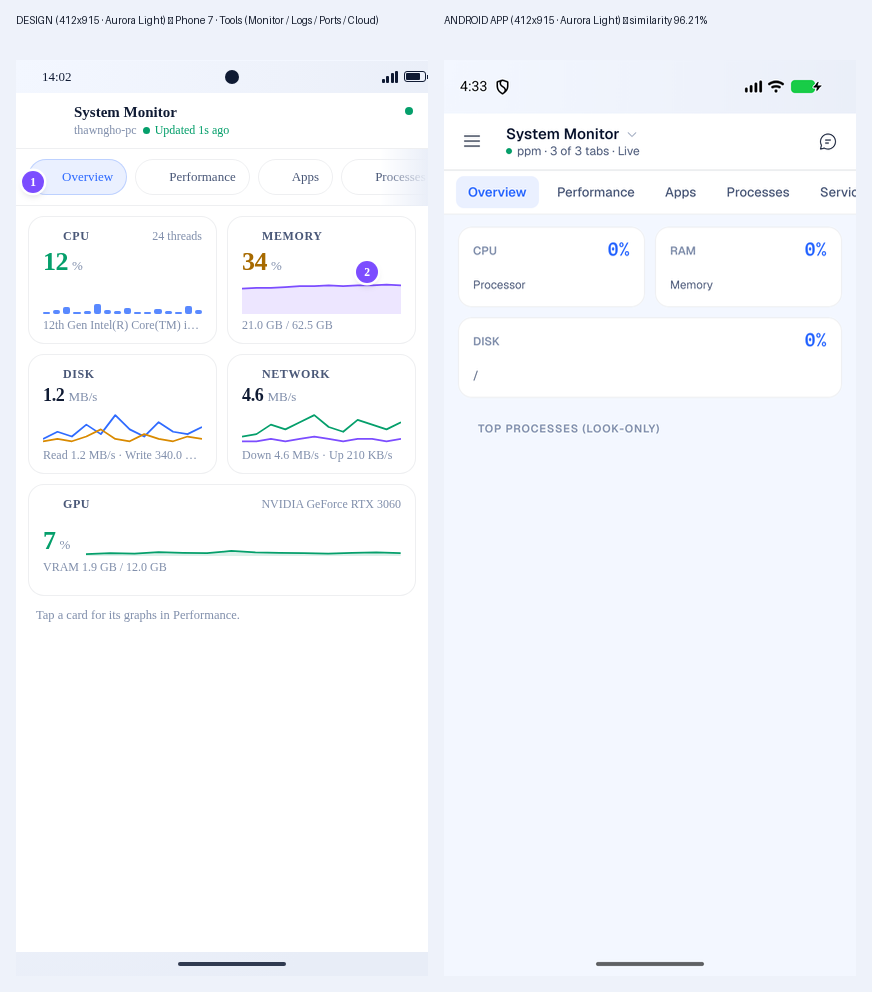 DESIGN (412x915 · Aurora Light) Phone 7 · Tools (Monitor / Logs / Ports / Cloud)
14:02
System Monitor
thawngho-pc Updated 1s ago
1
Overview Performance Apps Processes
CPU 24 threads
12 %
12th Gen Intel(R) Core(TM) i...
MEMORY
34 %
2
21.0 GB / 62.5 GB
DISK
1.2 MB/s
Read 1.2 MB/s · Write 340.0 ...
NETWORK
4.6 MB/s
Down 4.6 MB/s · Up 210 KB/s
GPU NVIDIA GeForce RTX 3060
7 %
VRAM 1.9 GB / 12.0 GB
Tap a card for its graphs in Performance.
ANDROID APP (412x915 · Aurora Light) similarity 96.21%
4:33
System Monitor
ppm · 3 of 3 tabs · Live
Overview Performance Apps Processes Servic
CPU 0%
Processor
RAM 0%
Memory
DISK 0%
/
TOP PROCESSES (LOOK-ONLY)